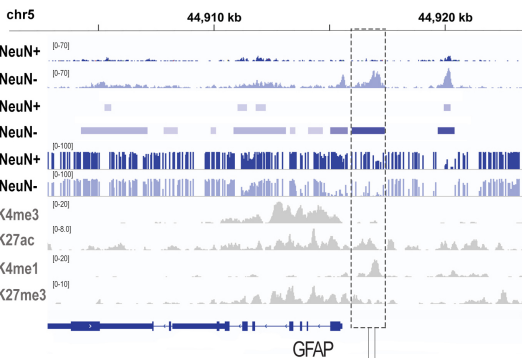 chr5
44,910 kb 44,920 kb
NeuN+ [0-70]
NeuN- [0-70]
NeuN+
NeuN-
NeuN+ [0-100]
NeuN- [0-100]
K4me3 [0-20]
K27ac [0-8.0]
K4me1 [0-20]
K27me3 [0-10]
GFAP